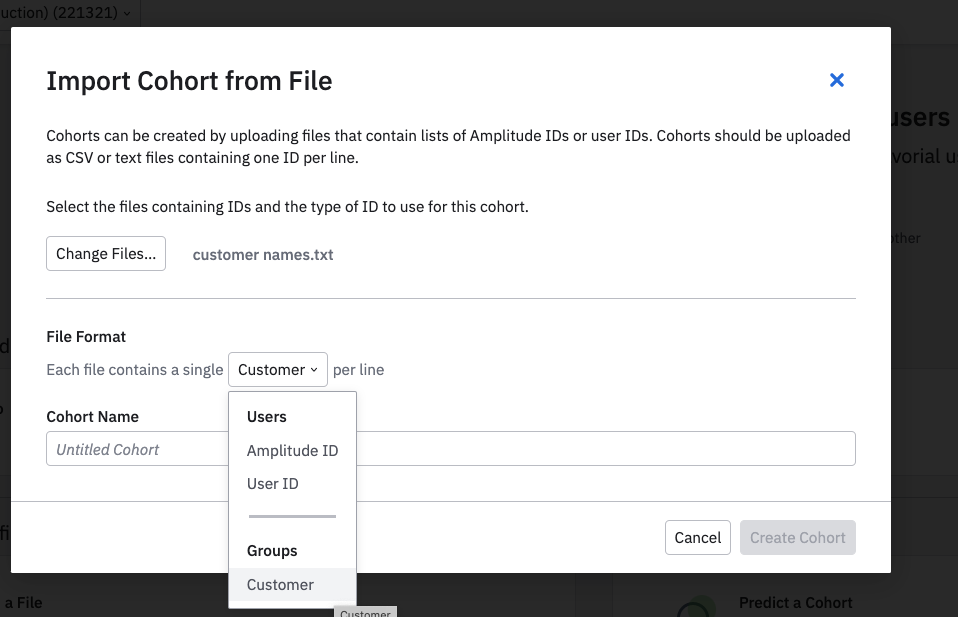 uction) (221321)
Import Cohort from File
users
Cohorts can be created by uploading files that contain lists of Amplitude IDs or user IDs. Cohorts should be uploaded
as CSV or text files containing one ID per line.
Select the files containing IDs and the type of ID to use for this cohort.
Change Files...
customer names.txt
File Format
Each file contains a single Customer per line
Cohort Name
Untitled Cohort
Users
Amplitude ID
User ID
Groups
Customer
Customer
Cancel
Create Cohort
a File
Predict a Cohort